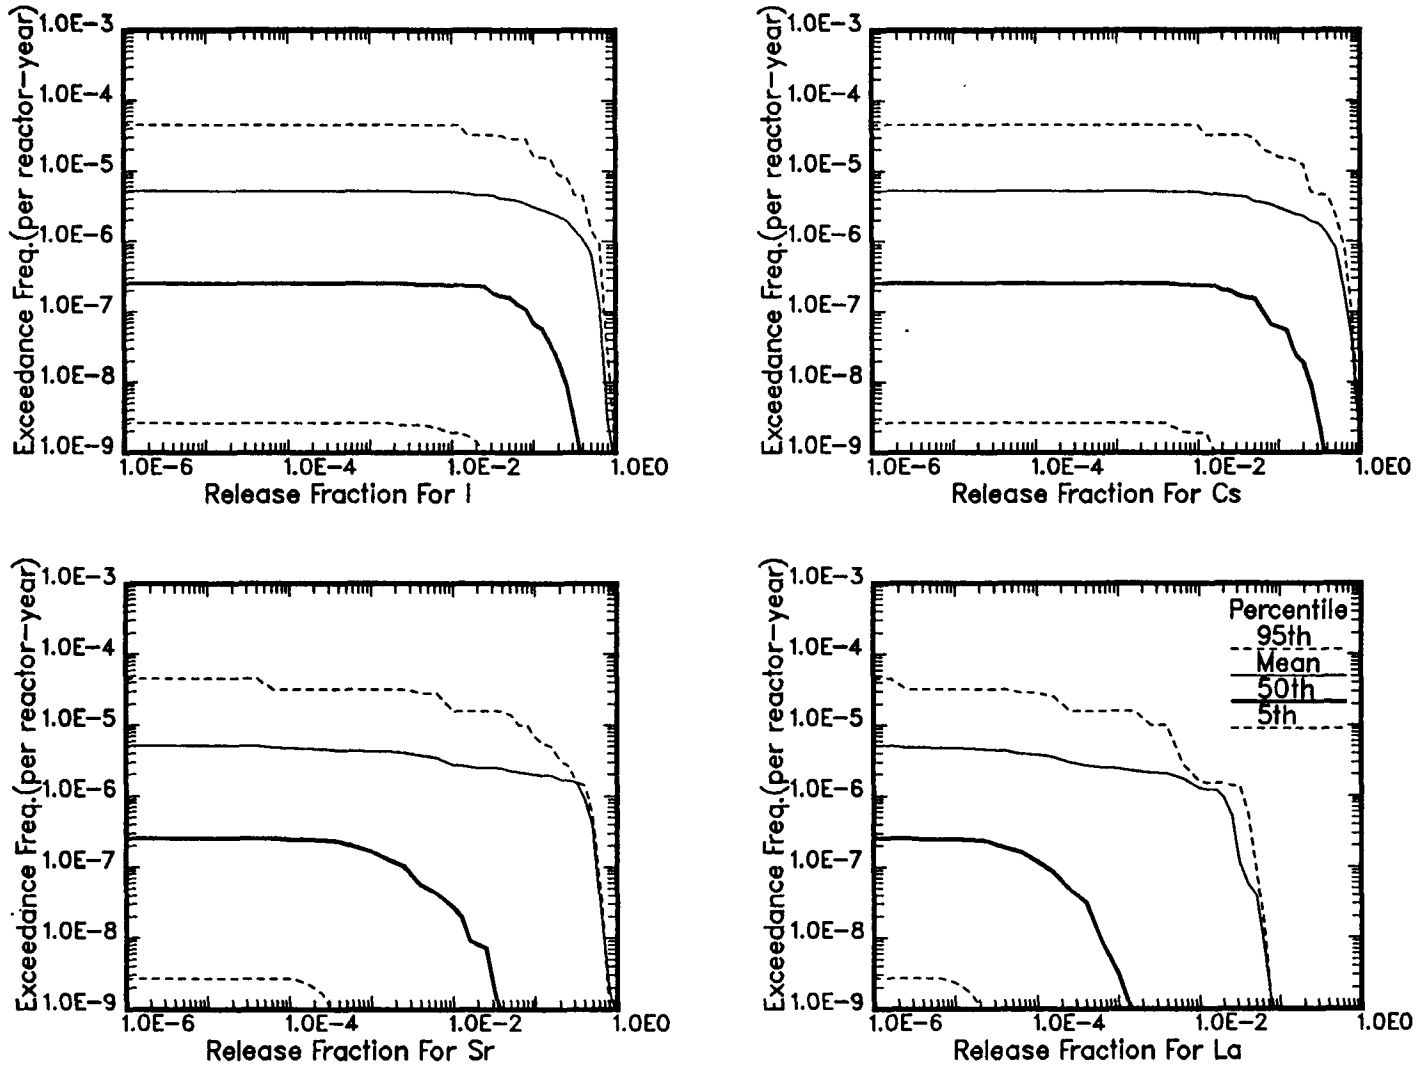 Exceedance Freq.(per reactor-year)
1.0E-3
1.0E-4
1.0E-5
1.0E-6
1.0E-7
1.0E-8
1.0E-9
1.0E-6 1.0E-4 1.0E-2 1.0E0
Release Fraction For I
Exceedance Freq.(per reactor-year)
1.0E-3
1.0E-4
1.0E-5
1.0E-6
1.0E-7
1.0E-8
1.0E-9
1.0E-6 1.0E-4 1.0E-2 1.0E0
Release Fraction For Cs
Exceedance Freq.(per reactor-year)
1.0E-3
1.0E-4
1.0E-5
1.0E-6
1.0E-7
1.0E-8
1.0E-9
1.0E-6 1.0E-4 1.0E-2 1.0E0
Release Fraction For Sr
Exceedance Freq.(per reactor-year)
1.0E-3
1.0E-4
1.0E-5
1.0E-6
1.0E-7
1.0E-8
1.0E-9
Percentile
95th
Mean
50th
5th
1.0E-6 1.0E-4 1.0E-2 1.0E0
Release Fraction For La